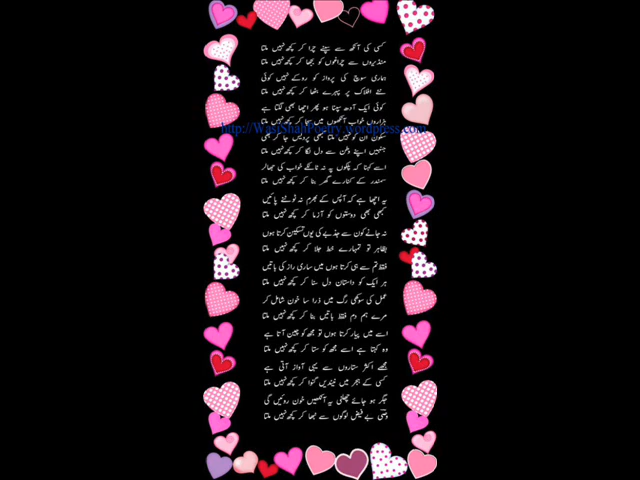 کسی کی آنکھ سے سپنے چرا کر کچھ نہیں ملتا
منڈیروں سے چراغوں کو بجھا کر کچھ نہیں ملتا
ہماری سوچ کی پرواز کو روکے نہیں کوئی
نئے افلاک پر پہرے بٹھا کر کچھ نہیں ملتا
کوئی ایک آدھ سپنا ہو پھر اچھا بھی لگتا ہے
ہزاروں خواب آنکھوں میں سجا کر کچھ نہیں ملتا
http://WasiShahPoetry.wordpress.com
سکون ان کو نہیں ملتا کبھی پردیس جا کر بھی
جنہیں اپنے وطن سے دل لگا کر کچھ نہیں ملتا
اسے کہنا کہ پلکوں پہ نہ ٹانکے خواب کی جھالر
سمندر کے کنارے گھر بنا کر کچھ نہیں ملتا
یہ اچھا ہے کہ آپس کے بھرم نہ ٹوٹنے پائیں
کبھی بھی دوستوں کو آزما کر کچھ نہیں ملتا
نہ جانے کون سے جذبے کی یوں تسکین کرتا ہوں
بظاہر تو تمہارے خط جلا کر کچھ نہیں ملتا
فقط تم سے ہی کرتا ہوں میں ساری راز کی باتیں
ہر ایک کو داستان دل سنا کر کچھ نہیں ملتا
عمل کی سوکھی رگ میں ذرا سا خون شامل کر
مرے ہم دم فقط باتیں بنا کر کچھ نہیں ملتا
اسے میں پیار کرتا ہوں تو مجھ کو چین آتا ہے
وہ کہتا ہے اسے مجھ کو ستا کر کچھ نہیں ملتا
مجھے اکثر ستاروں سے یہی آواز آتی ہے
کسی کے ہجر میں نیندیں گنوا کر کچھ نہیں ملتا
جگر ہو جائے چھلنی یہ آنکھیں خون روئیں گی
وصی بے فیض لوگوں سے نبھا کر کچھ نہیں ملتا